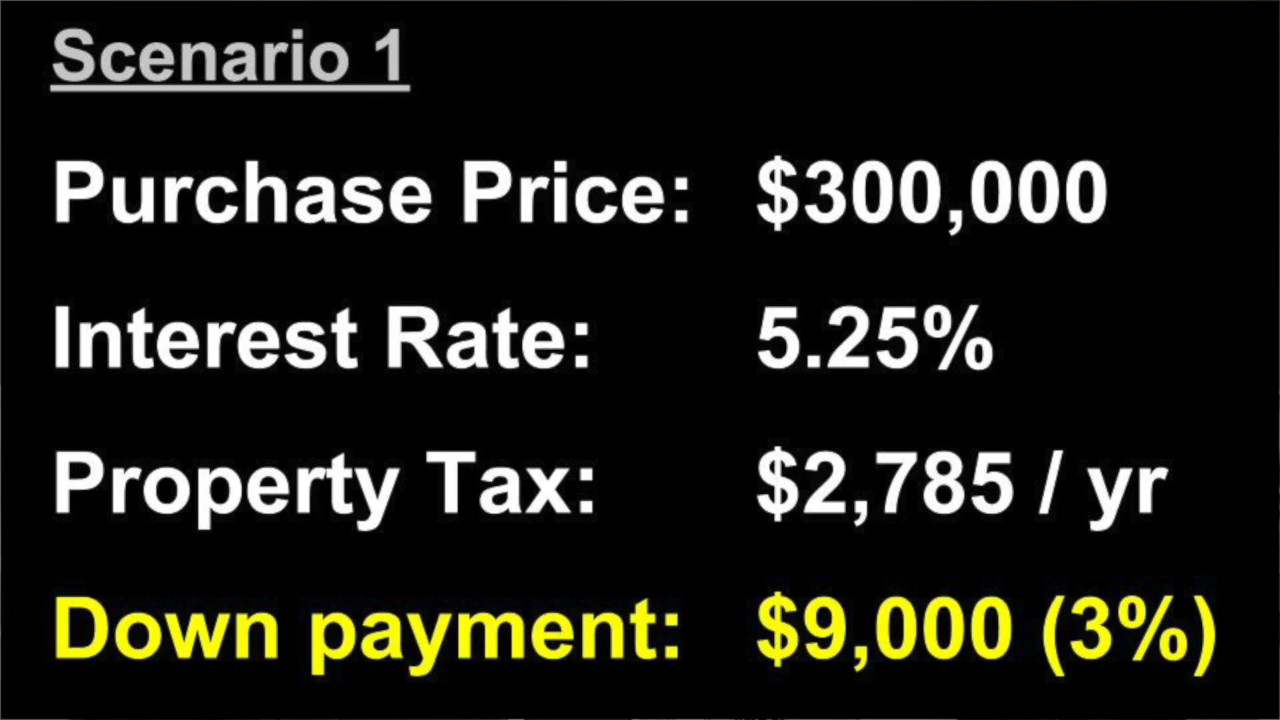 Scenario 1
Purchase Price: $300,000
Interest Rate: 5.25%
Property Tax: $2,785 / yr
Down payment: $9,000 (3%)